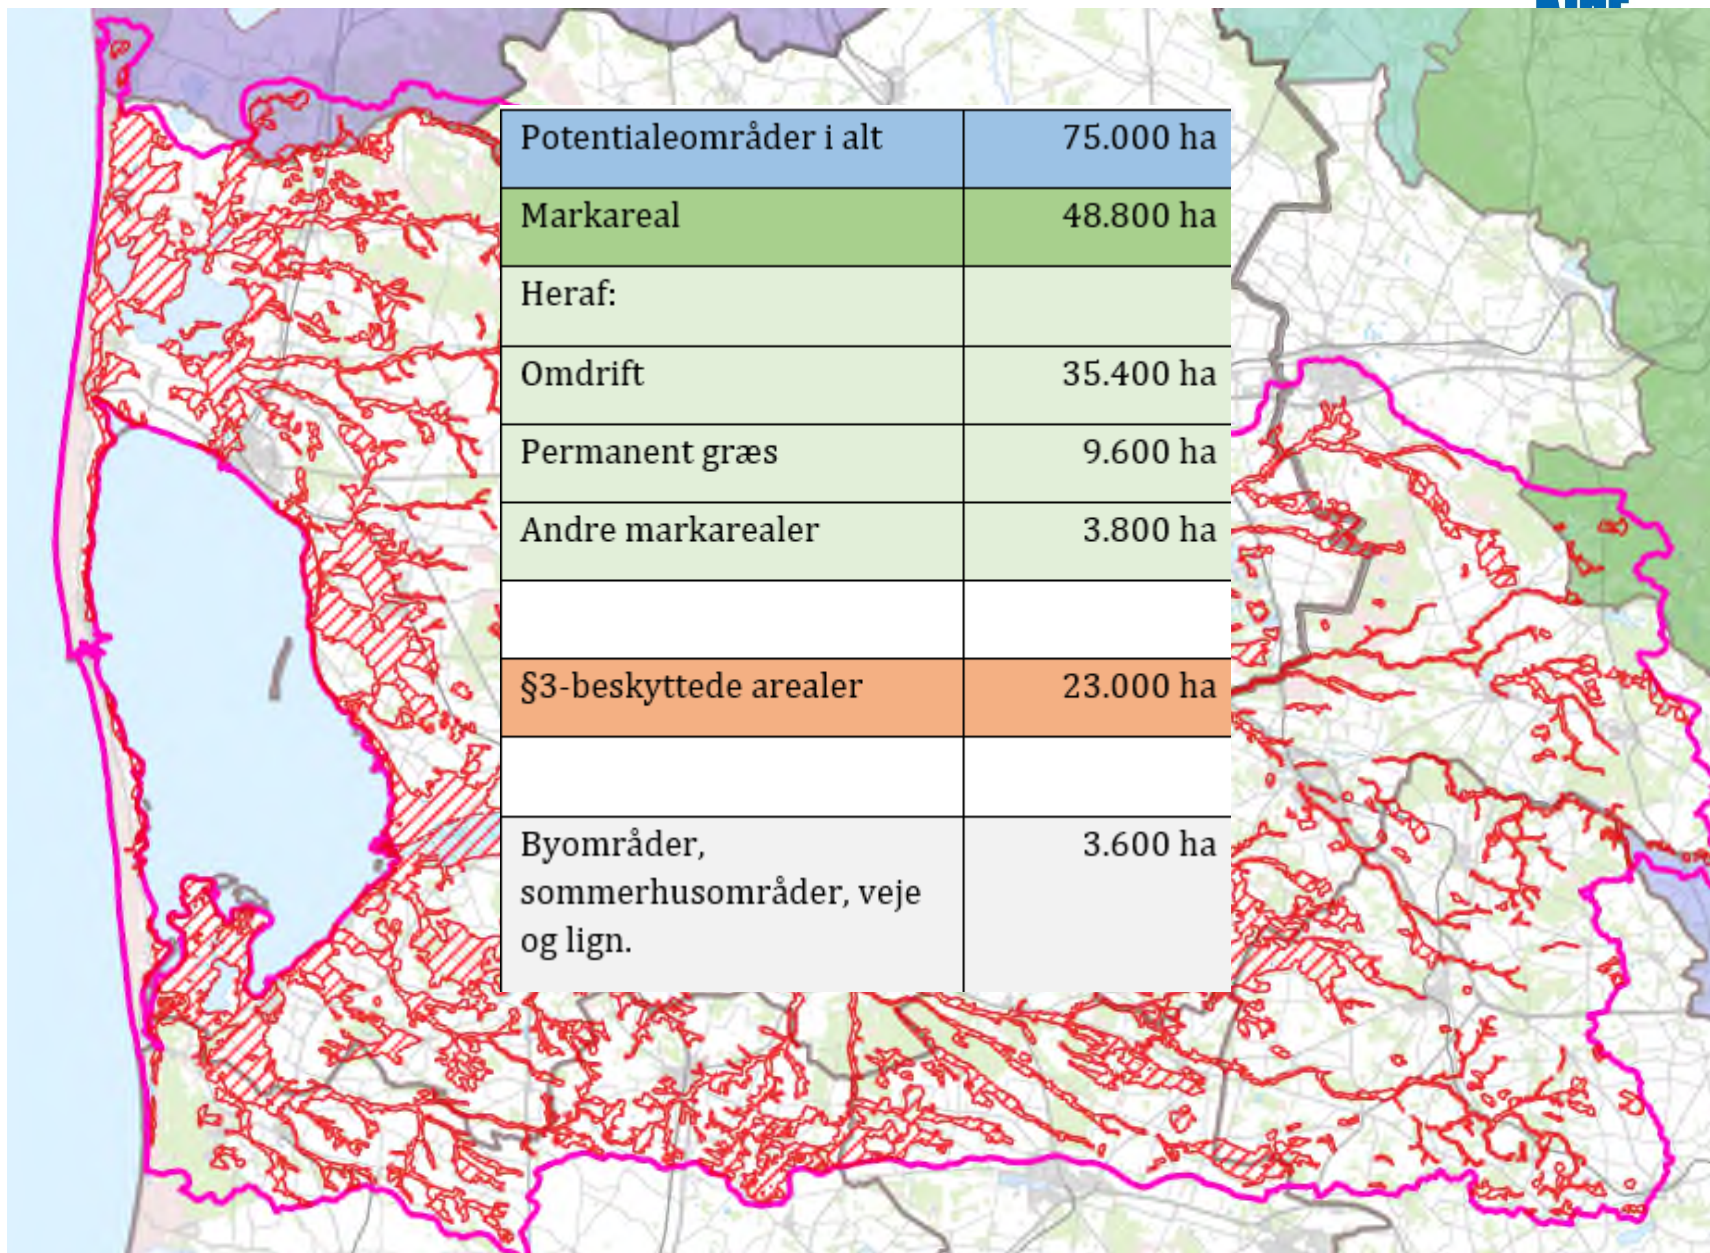 Potentialeområder i alt 75.000 ha
Markareal 48.800 ha
Heraf:
Omdrift 35.400 ha
Permanent græs 9.600 ha
Andre markarealer 3.800 ha
§3-beskyttede arealer 23.000 ha
Byområder, 3.600 ha
sommerhusområder, veje
og lign.